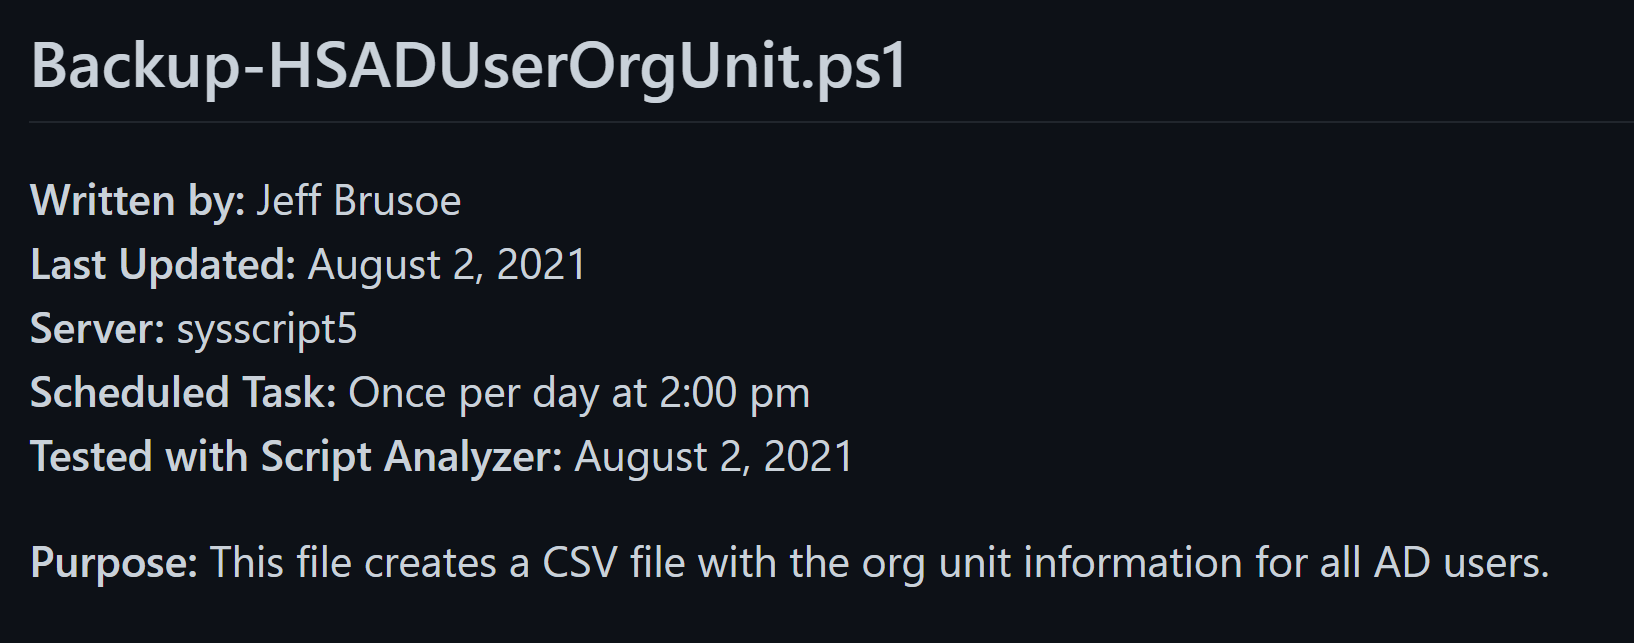 Backup-HSADUserOrgUnit.ps1
Written by: Jeff Brusoe
Last Updated: August 2, 2021
Server: sysscript5
Scheduled Task: Once per day at 2:00 pm
Tested with Script Analyzer: August 2, 2021
Purpose: This file creates a CSV file with the org unit information for all AD users.